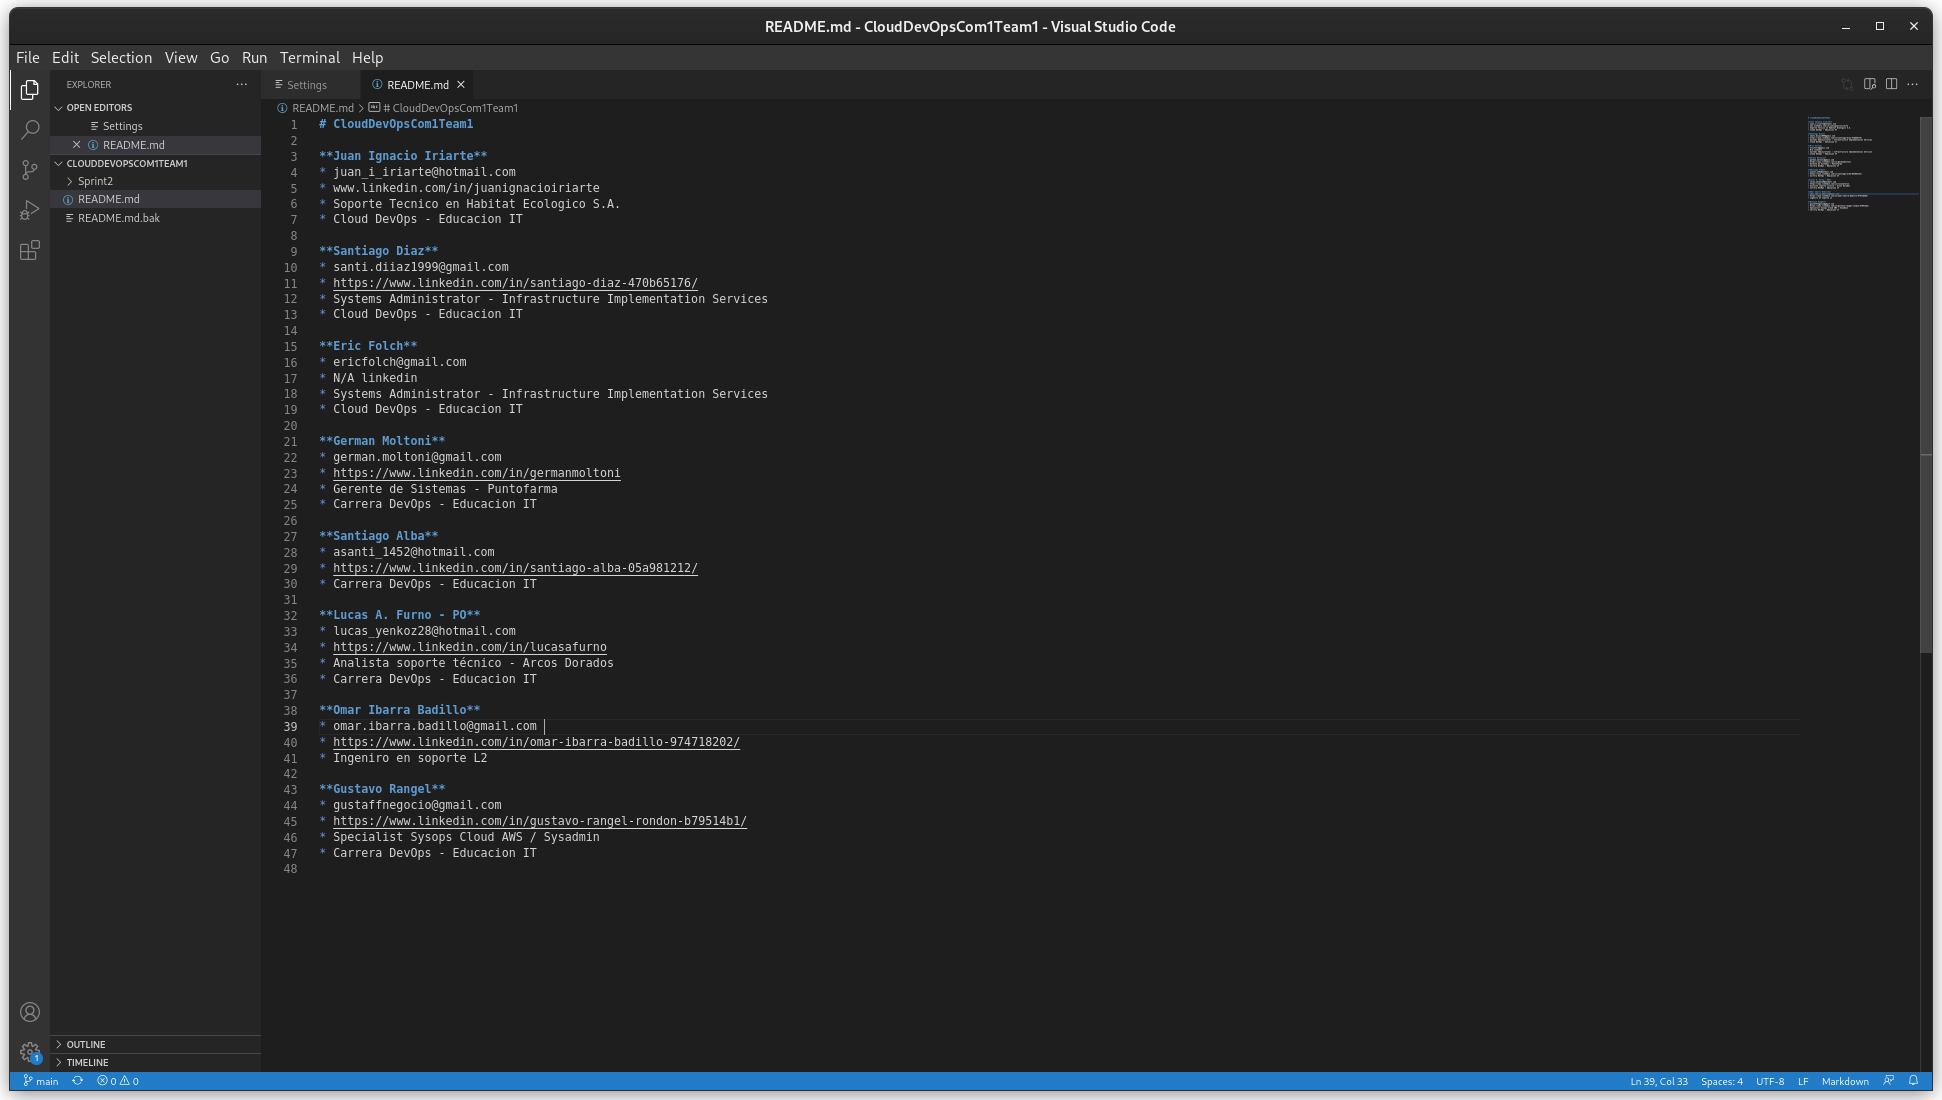 README.md - CloudDevOpsCom1Team1 - Visual Studio Code
File Edit Selection View Go Run Terminal Help
EXPLORER
Settings
README.md
OPEN EDITORS
Settings
README.md
CLOUDDEVOPSCOM1TEAM1
Sprint2
README.md
README.md.bak
OUTLINE
TIMELINE
README.md > # CloudDevOpsCom1Team1
1 # CloudDevOpsCom1Team1
2
3 **Juan Ignacio Iriarte**
4 * juan_i_iriarte@hotmail.com
5 * www.linkedin.com/in/juanignacioiriarte
6 * Soporte Tecnico en Habitat Ecologico S.A.
7 * Cloud DevOps - Educacion IT
8
9 **Santiago Diaz**
10 * santi.diiaz1999@gmail.com
11 * https://www.linkedin.com/in/santiago-diaz-470b65176/
12 * Systems Administrator - Infrastructure Implementation Services
13 * Cloud DevOps - Educacion IT
14
15 **Eric Folch**
16 * ericfolch@gmail.com
17 * N/A linkedin
18 * Systems Administrator - Infrastructure Implementation Services
19 * Cloud DevOps - Educacion IT
20
21 **German Moltoni**
22 * german.moltoni@gmail.com
23 * https://www.linkedin.com/in/germanmoltoni
24 * Gerente de Sistemas - Puntofarma
25 * Carrera DevOps - Educacion IT
26
27 **Santiago Alba**
28 * asanti_1452@hotmail.com
29 * https://www.linkedin.com/in/santiago-alba-05a981212/
30 * Carrera DevOps - Educacion IT
31
32 **Lucas A. Furno - PO**
33 * lucas_yenkoz28@hotmail.com
34 * https://www.linkedin.com/in/lucasafurno
35 * Analista soporte técnico - Arcos Dorados
36 * Carrera DevOps - Educacion IT
37
38 **Omar Ibarra Badillo**
39 * omar.ibarra.badillo@gmail.com
40 * https://www.linkedin.com/in/omar-ibarra-badillo-974718202/
41 * Ingeniro en soporte L2
42
43 **Gustavo Rangel**
44 * gustaffnegocio@gmail.com
45 * https://www.linkedin.com/in/gustavo-rangel-rondon-b79514b1/
46 * Specialist Sysops Cloud AWS / Sysadmin
47 * Carrera DevOps - Educacion IT
48
1
main 0 0 Ln 39, Col 33 Spaces: 4 UTF-8 LF Markdown